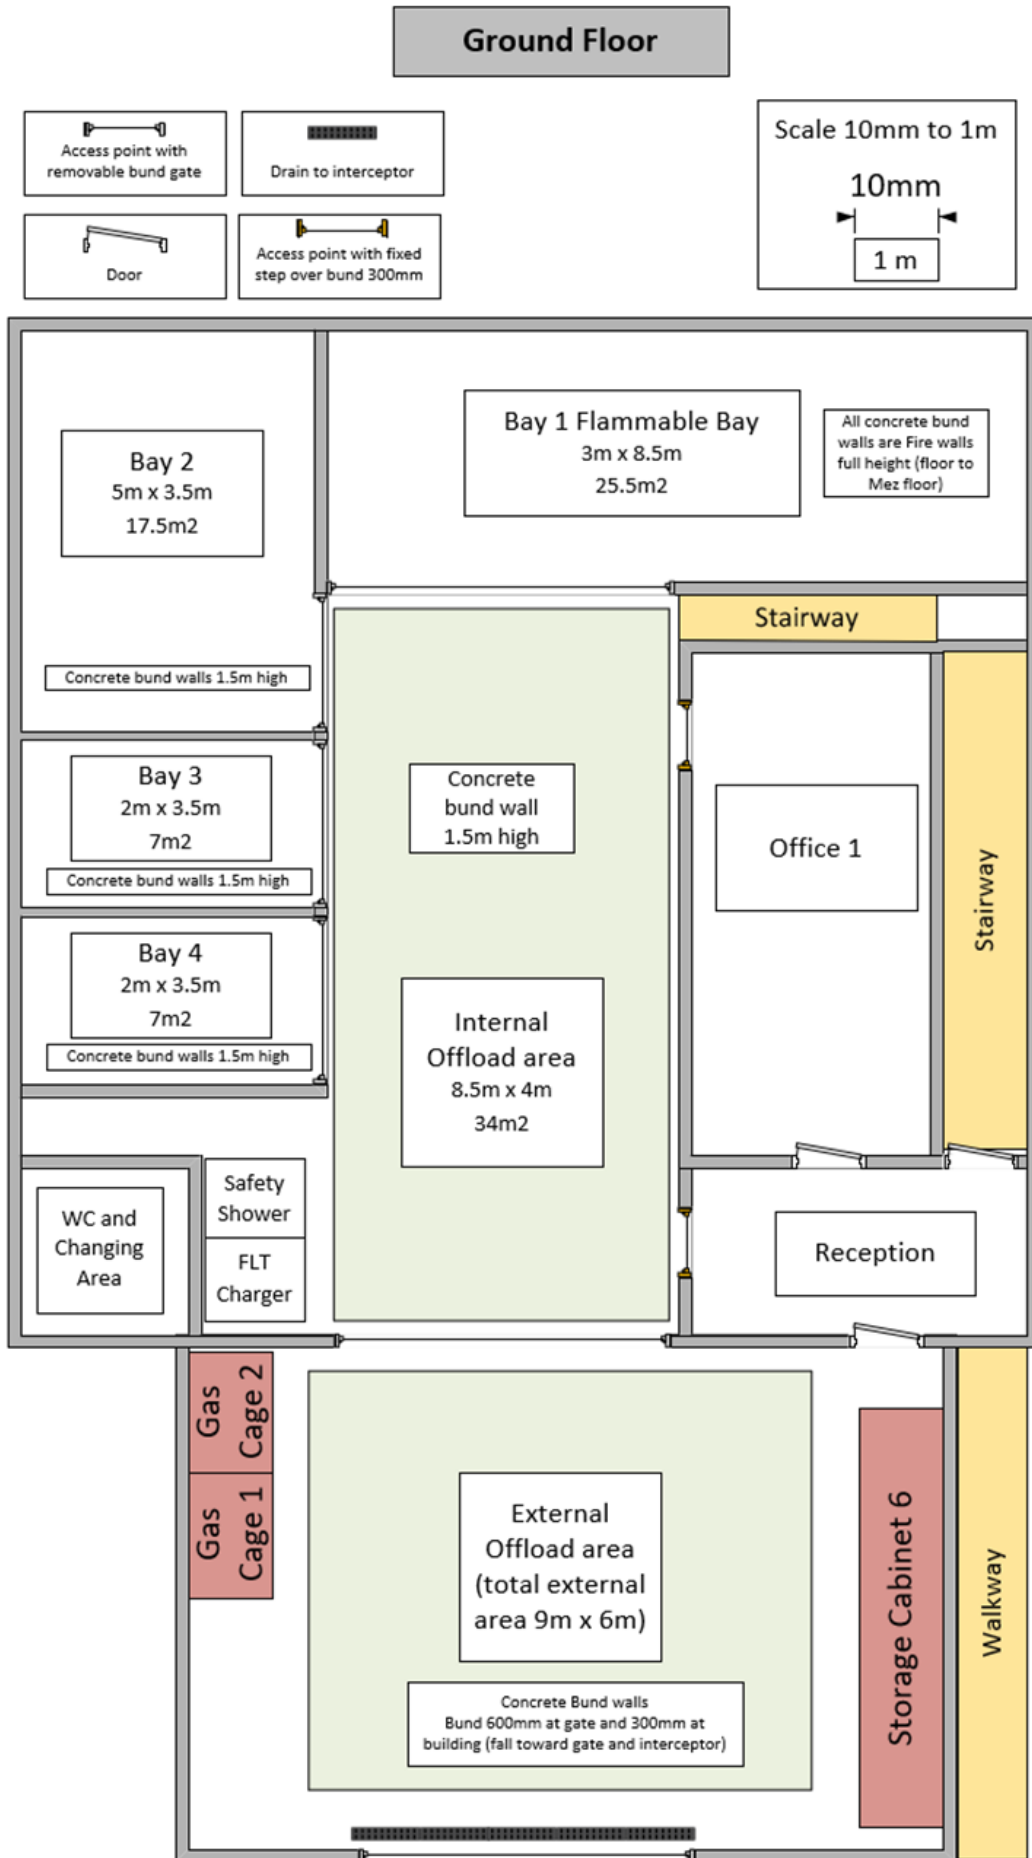 Ground Floor
Access point with
removable bund gate
Drain to interceptor
Door
Access point with fixed
step over bund 300mm
Scale 10mm to 1m
10mm
1 m
Bay 2
5m x 3.5m
17.5m2
Concrete bund walls 1.5m high
Bay 1 Flammable Bay
3m x 8.5m
25.5m2
All concrete bund
walls are Fire walls
full height (floor to
Mez floor)
Stairway
Bay 3
2m x 3.5m
7m2
Concrete bund walls 1.5m high
Concrete
bund wall
1.5m high
Office 1
Stairway
Bay 4
2m x 3.5m
7m2
Concrete bund walls 1.5m high
Internal
Offload area
8.5m x 4m
34m2
WC and
Changing
Area
Safety
Shower
FLT
Charger
Reception
Gas
Cage 2
Gas
Cage 1
External
Offload area
(total external
area 9m x 6m)
Concrete Bund walls
Bund 600mm at gate and 300mm at
building (fall toward gate and interceptor)
Storage Cabinet 6
Walkway